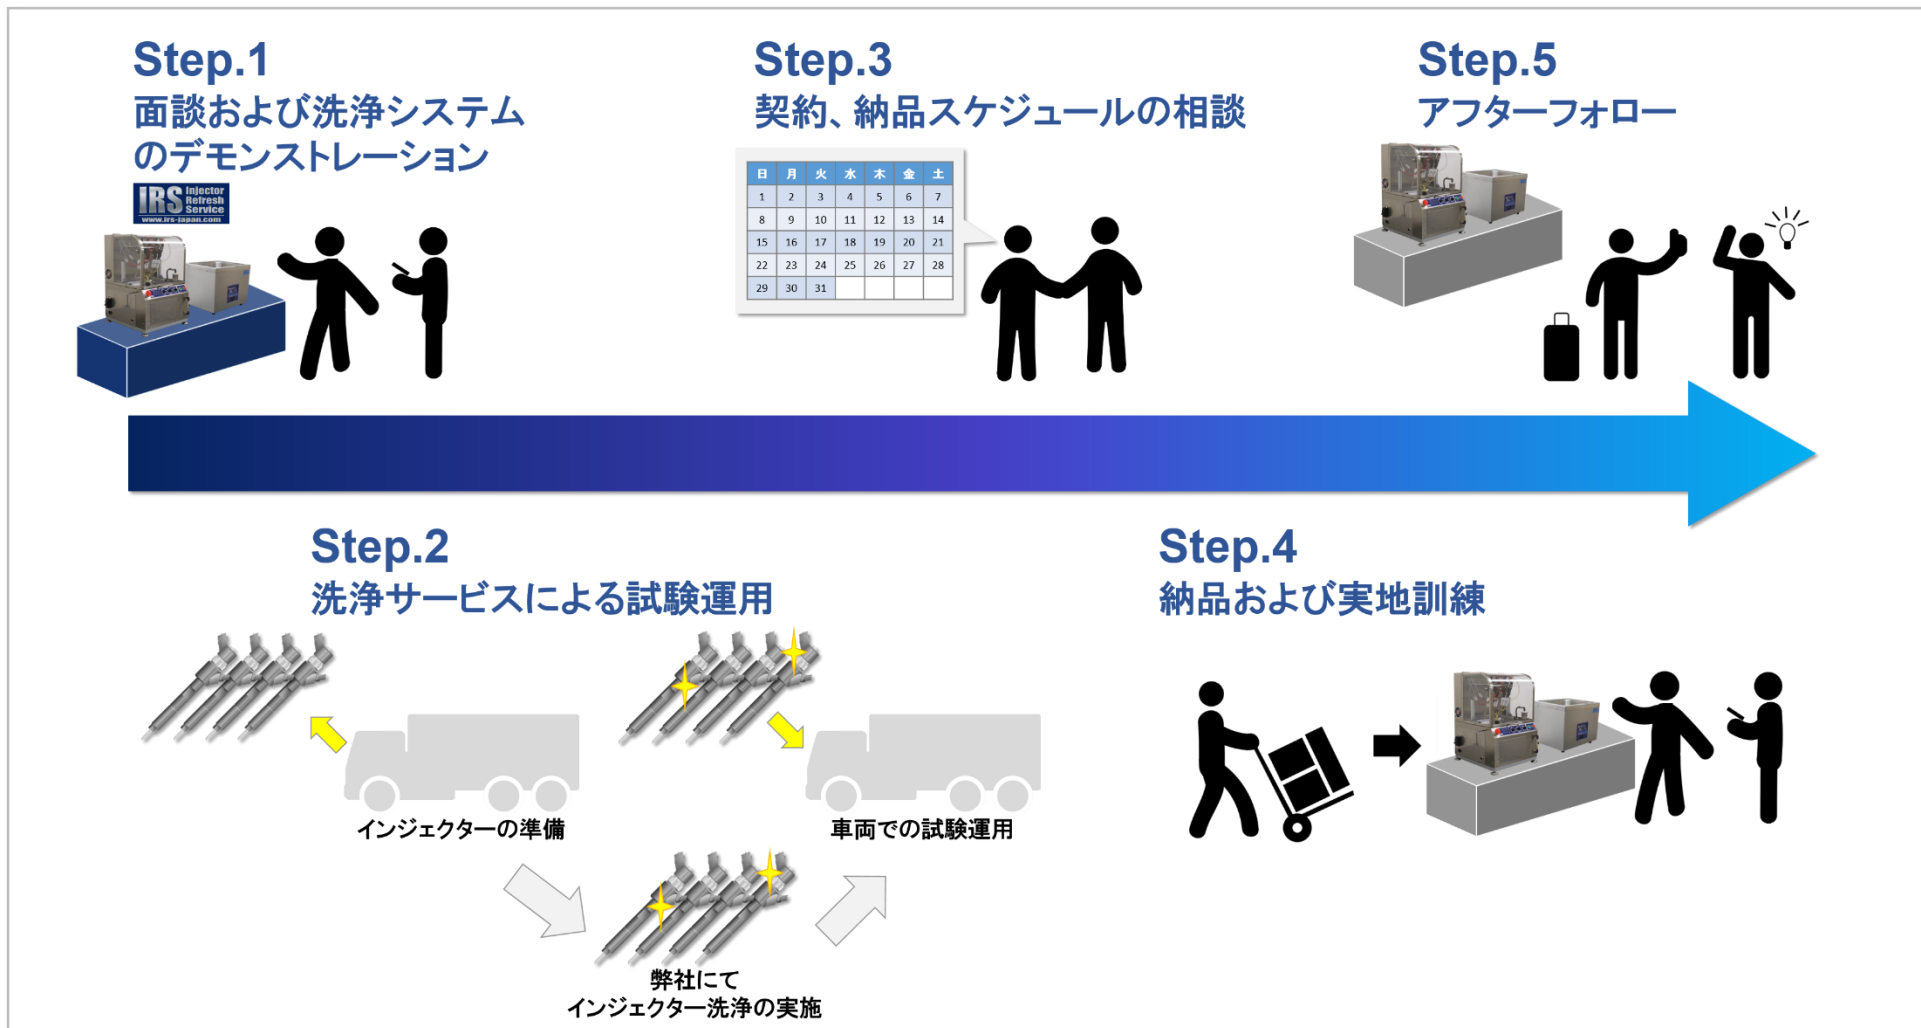 Step.1
面談および洗浄システム
のデモンストレーション
IRS Injector Refresh Service
www.irs-japan.com
Step.3
契約、納品スケジュールの相談
日 月 火 水 木 金 土
1 2 3 4 5 6 7
8 9 10 11 12 13 14
15 16 17 18 19 20 21
22 23 24 25 26 27 28
29 30 31
Step.5
アフターフォロー
Step.2
洗浄サービスによる試験運用
インジェクターの準備
車両での試験運用
弊社にて
インジェクター洗浄の実施
Step.4
納品および実地訓練